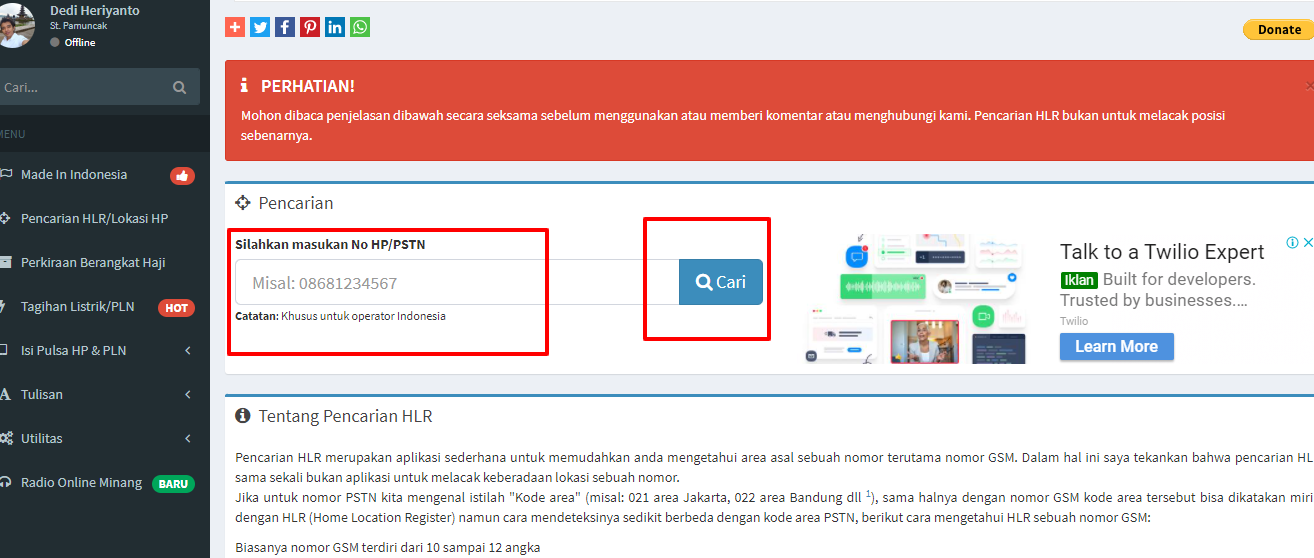 Dedi Heriyanto
St. Pamuncak
Offline
Cari...
MENU
Made In Indonesia
Pencarian HLR/Lokasi HP
Perkiraan Berangkat Haji
Tagihan Listrik/PLN HOT
Isi Pulsa HP & PLN
Tulisan
Utilitas
Radio Online Minang BARU
Donate
PERHATIAN!
Mohon dibaca penjelasan dibawah secara seksama sebelum menggunakan atau memberi komentar atau menghubungi kami. Pencarian HLR bukan untuk melacak posisi
sebenarnya.
Pencarian
Silahkan masukan No HP/PSTN
Misal: 08681234567
Cari
Catatan: Khusus untuk operator Indonesia
Talk to a Twilio Expert
Iklan Built for developers.
Trusted by businesses....
Twilio
Learn More
Tentang Pencarian HLR
Pencarian HLR merupakan aplikasi sederhana untuk memudahkan anda mengetahui area asal sebuah nomor terutama nomor GSM. Dalam hal ini saya tekankan bahwa pencarian HL
sama sekali bukan aplikasi untuk melacak keberadaan lokasi sebuah nomor.
Jika untuk nomor PSTN kita mengenal istilah "Kode area" (misal: 021 area Jakarta, 022 area Bandung dll 1), sama halnya dengan nomor GSM kode area tersebut bisa dikatakan miri
dengan HLR (Home Location Register) namun cara mendeteksinya sedikit berbeda dengan kode area PSTN, berikut cara mengetahui HLR sebuah nomor GSM:
Biasanya nomor GSM terdiri dari 10 sampai 12 angka